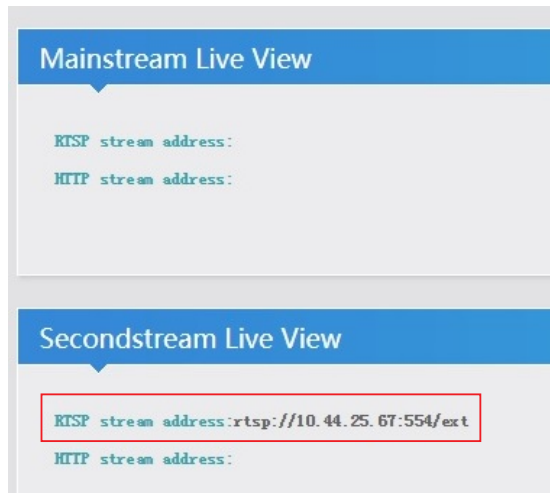 Mainstream Live View
RTSP stream address:
HTTP stream address:
Secondstream Live View
RTSP stream address:rtsp://10.44.25.67:554/ext
HTTP stream address: